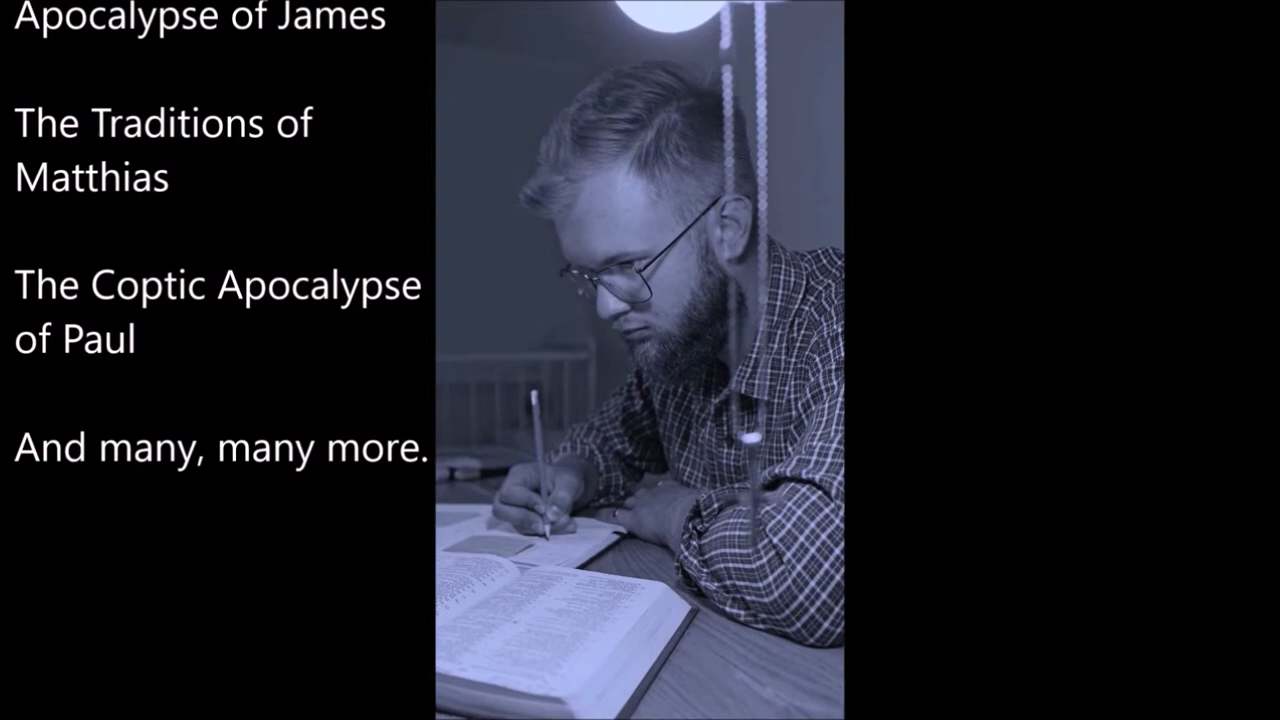 Apocalypse of James
The Traditions of
Matthias
The Coptic Apocalypse
of Paul
And many, many more.